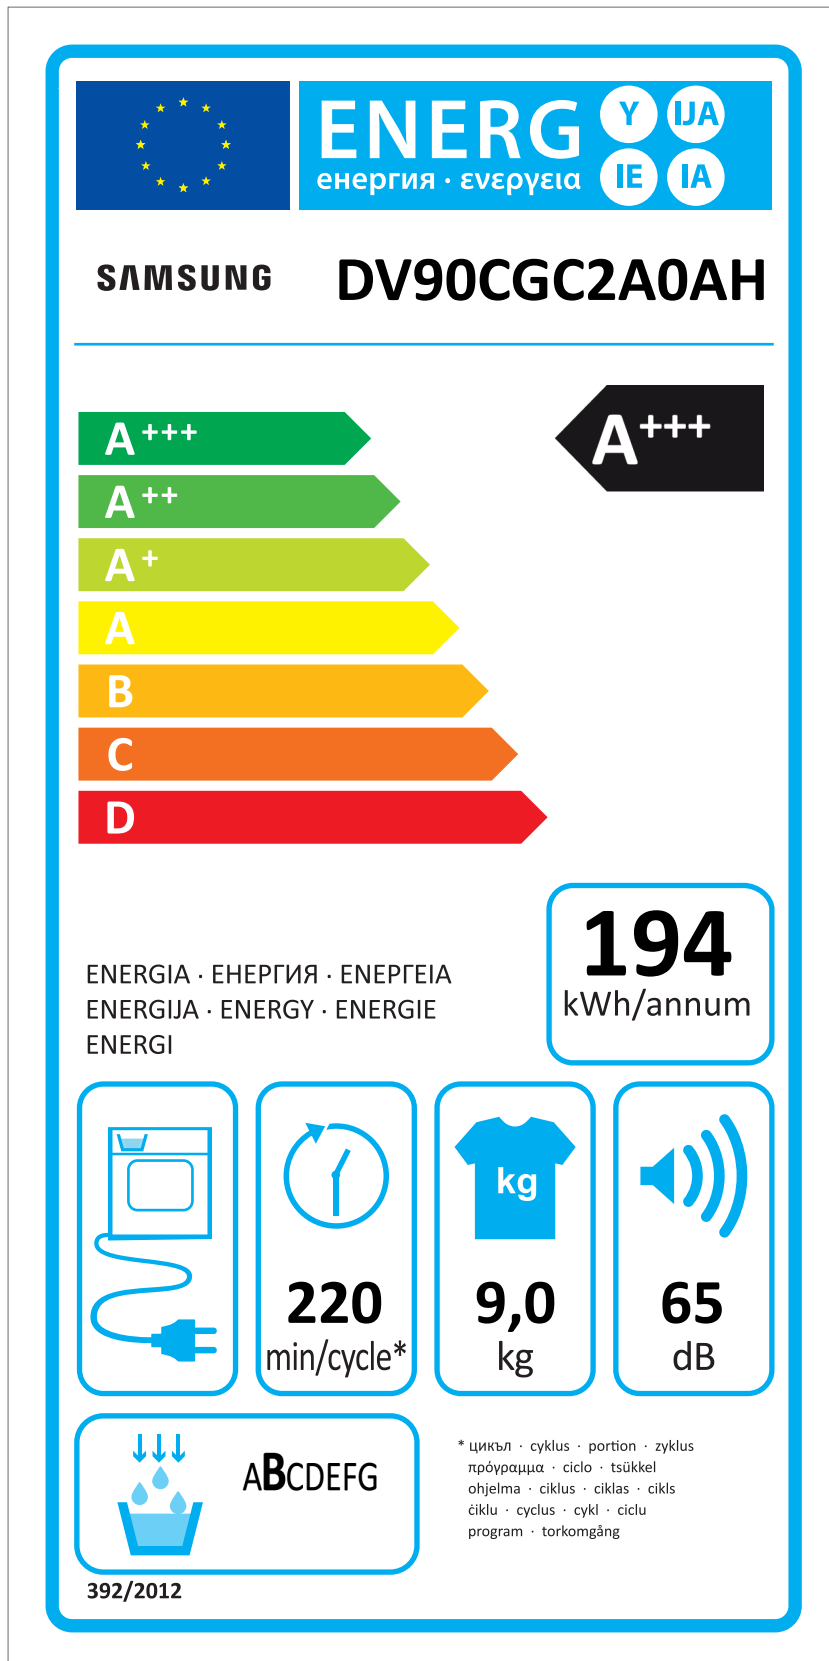 ENERG Y IJA
енергия · ενεργεια IE IA
SAMSUNG DV90CGC2A0AH
A+++ A+++
A++
A+
A
B
C
D
194
kWh/annum
ENERGIA · ЕНЕРГИЯ · ΕΝΕΡΓΕΙΑ
ENERGIJA · ENERGY · ENERGIE
ENERGI
kg
220 9,0 65
min/cycle* kg dB
ABCDEFG
* цикъл · cyklus · portion · zyklus
πρόγραμμα · ciclo · tsükkel
ohjelma · ciklus · ciklas · cikls
ċiklu · cyclus · cykl · ciclu
program · torkomgång
392/2012